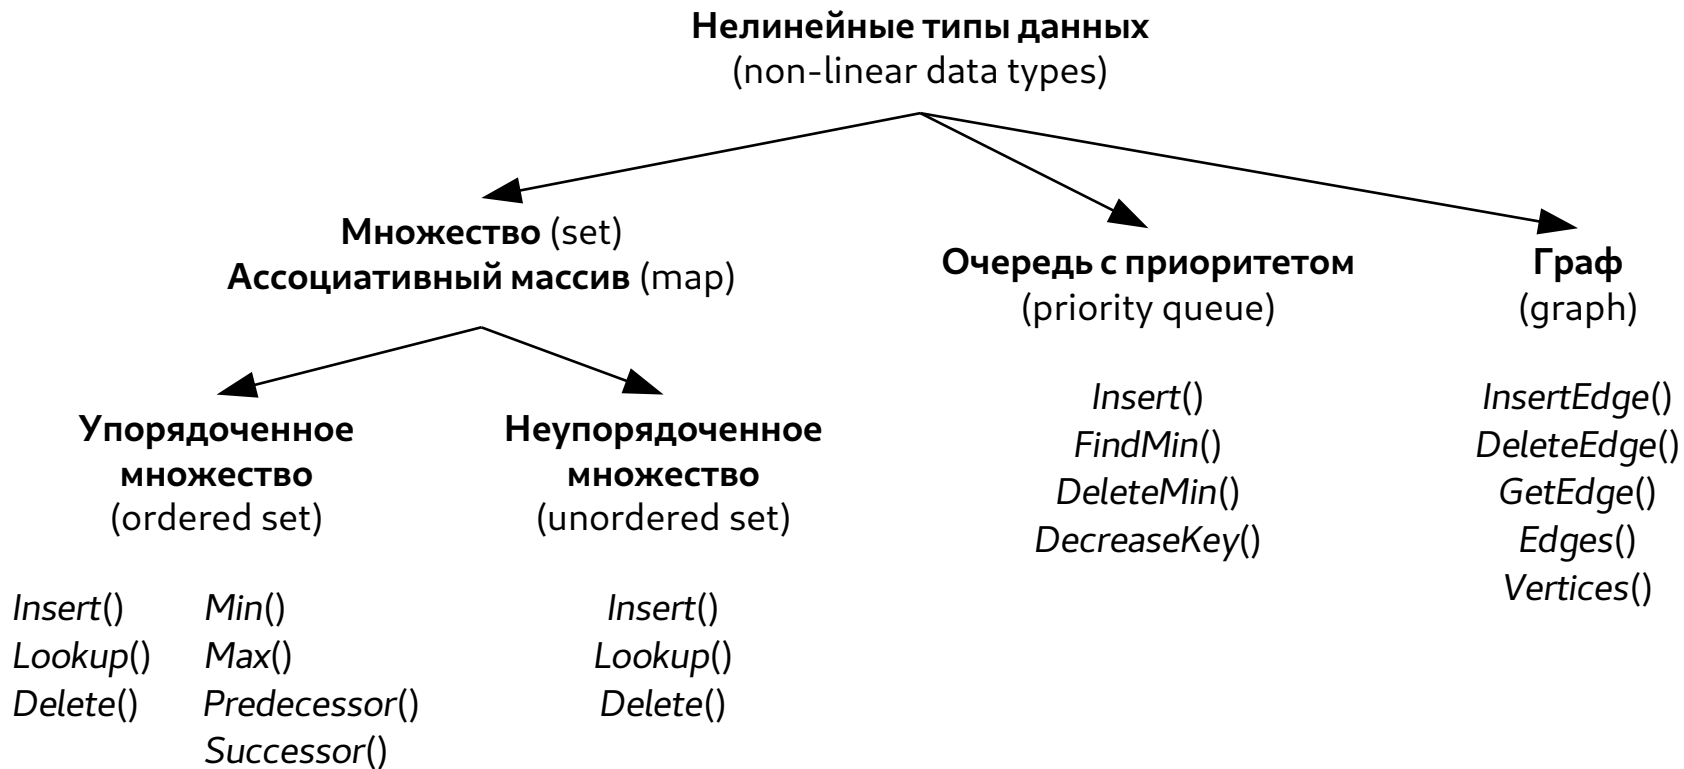 Нелинейные типы данных
(non-linear data types)
Множество (set)
Ассоциативный массив (map)
Упорядоченное
множество
(ordered set)
Insert()
Lookup()
Delete()
Min()
Max()
Predecessor()
Successor()
Неупорядоченное
множество
(unordered set)
Insert()
Lookup()
Delete()
Очередь с приоритетом
(priority queue)
Insert()
FindMin()
DeleteMin()
DecreaseKey()
Граф
(graph)
InsertEdge()
DeleteEdge()
GetEdge()
Edges()
Vertices()